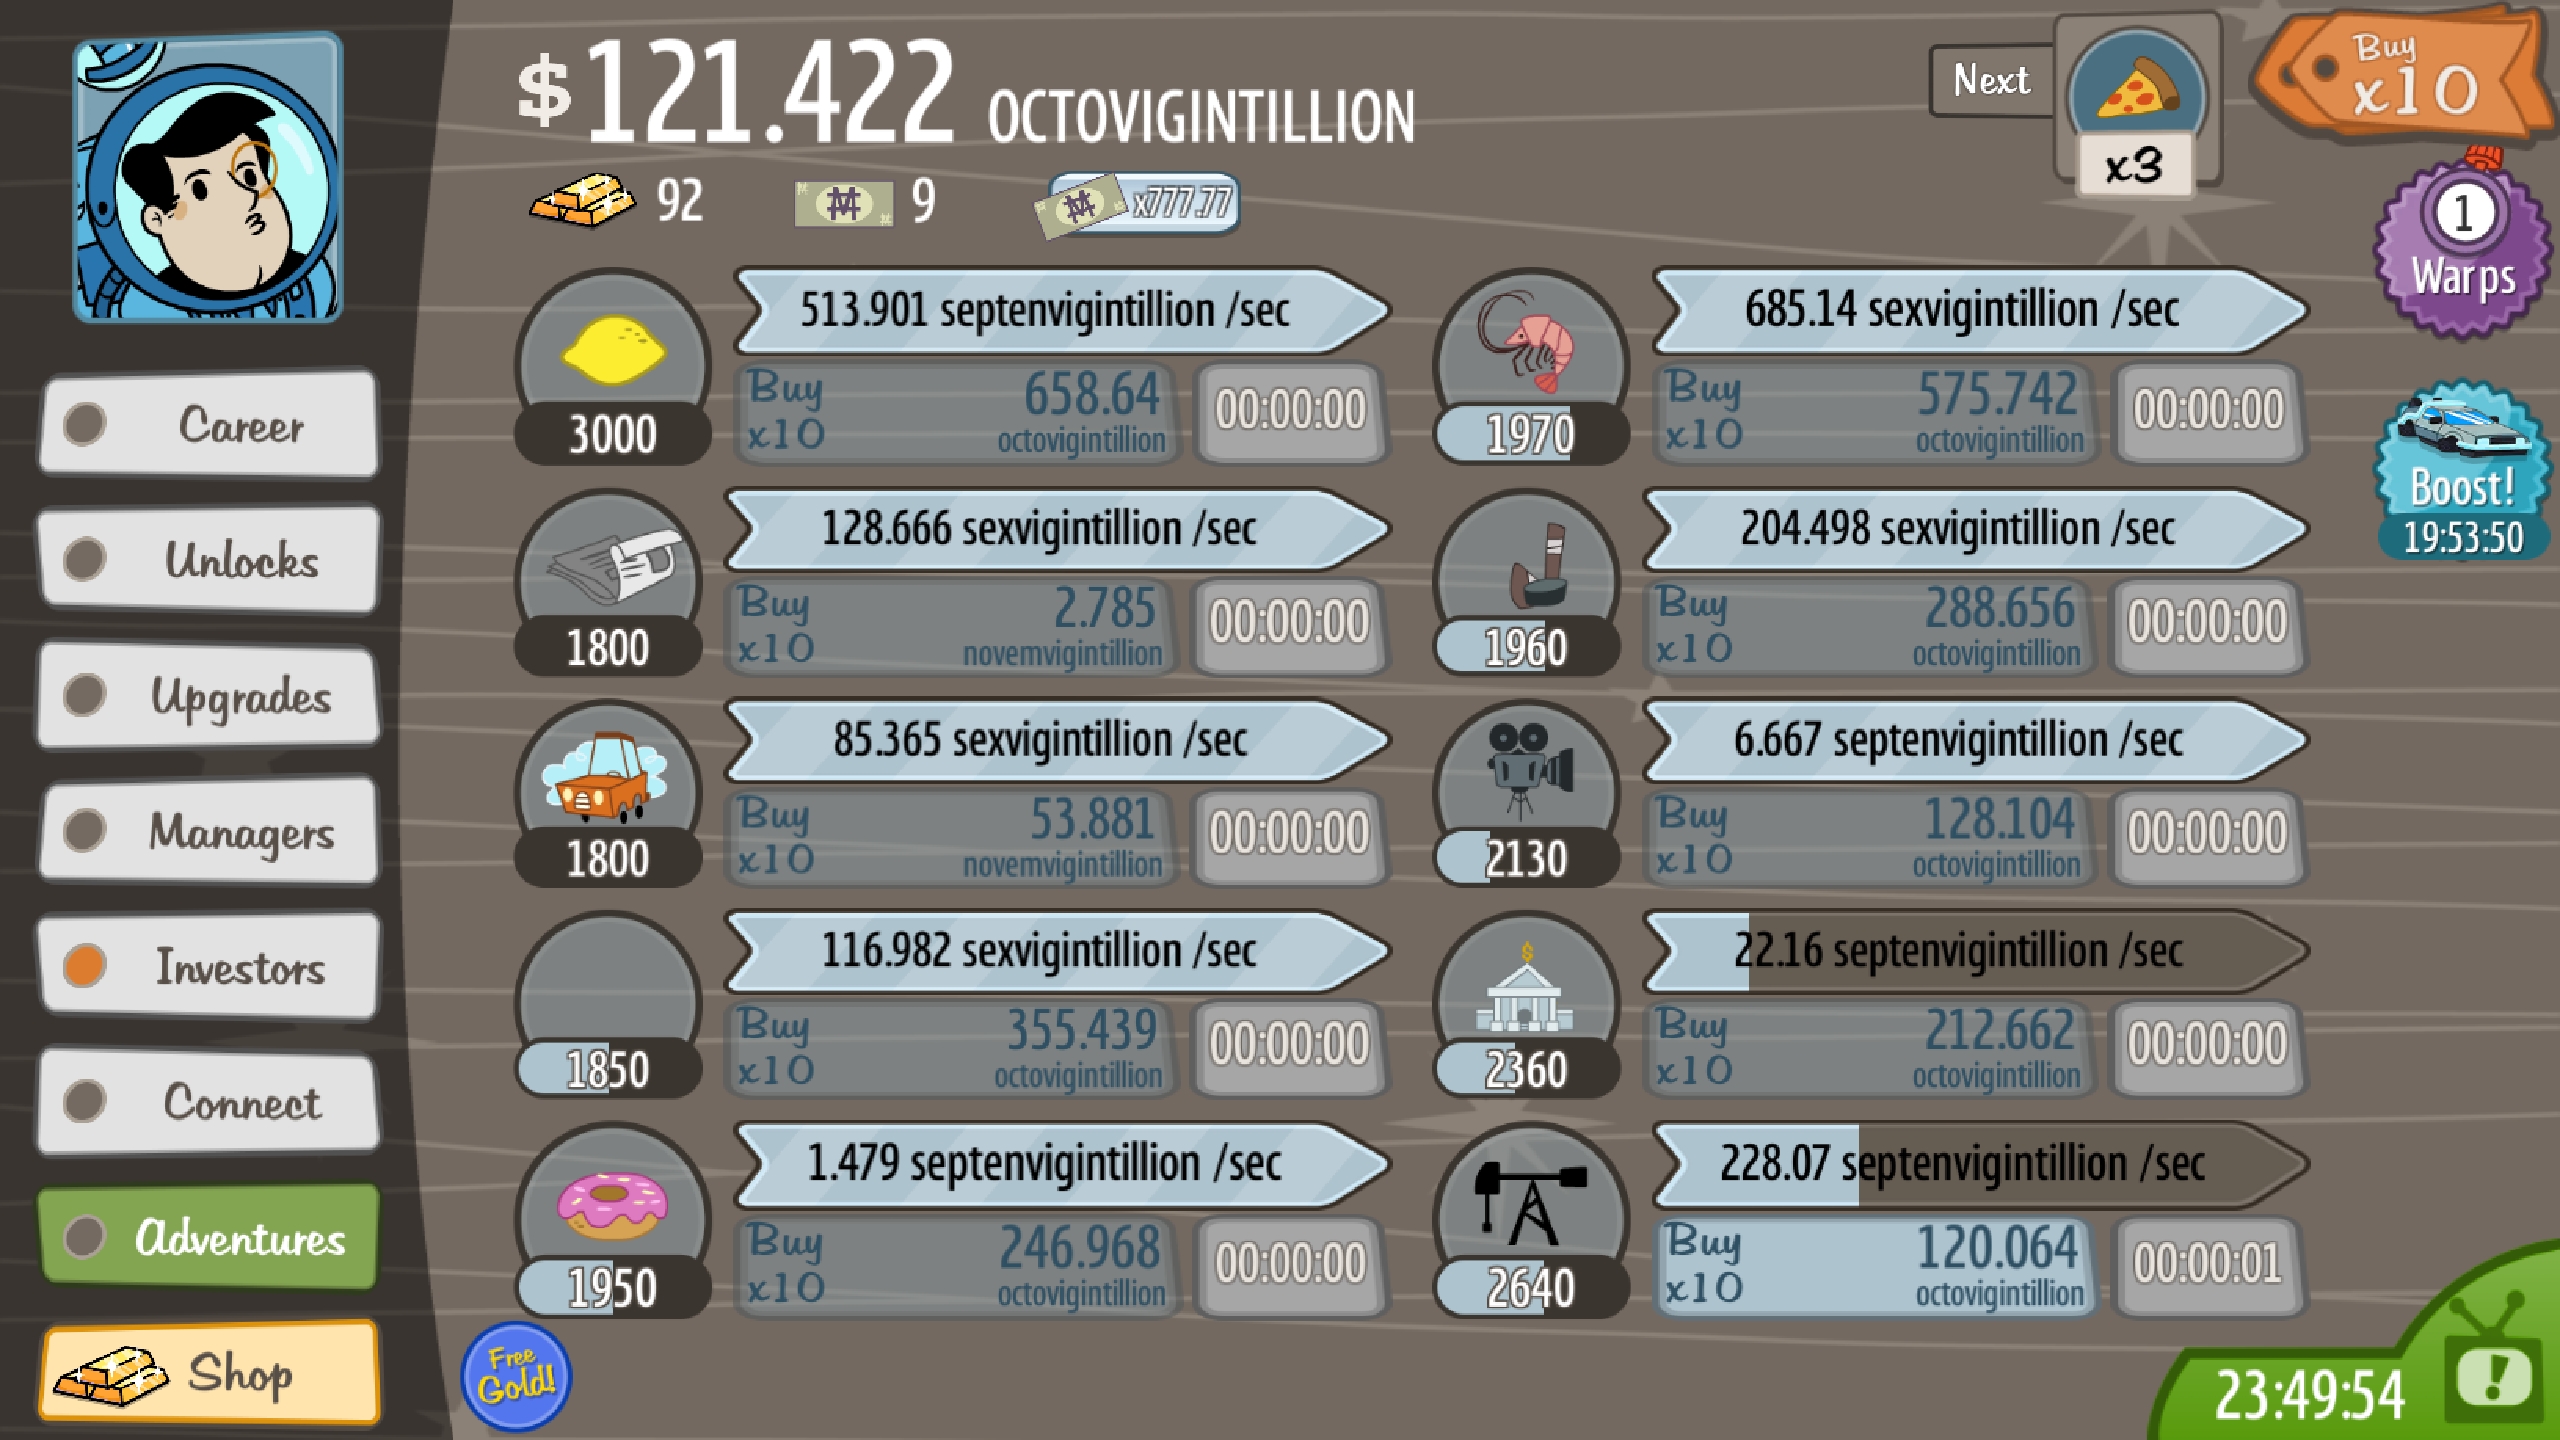 $121.422 OCTOVIGINTILLION
92
9
x777.77
Next
x3
Buy
x10
1
Warps
Boost!
19:53:50
Career
Unlocks
Upgrades
Managers
Investors
Connect
Adventures
Shop
Free
Gold!
513.901 septenvigintillion /sec
3000
Buy
x10
658.64
octovigintillion
00:00:00
128.666 sexvigintillion /sec
1800
Buy
x10
2.785
novemvigintillion
00:00:00
85.365 sexvigintillion /sec
1800
Buy
x10
53.881
novemvigintillion
00:00:00
116.982 sexvigintillion /sec
1850
Buy
x10
355.439
octovigintillion
00:00:00
1.479 septenvigintillion /sec
1950
Buy
x10
246.968
octovigintillion
00:00:00
685.14 sexvigintillion /sec
1970
Buy
x10
575.742
octovigintillion
00:00:00
204.498 sexvigintillion /sec
1960
Buy
x10
288.656
octovigintillion
00:00:00
6.667 septenvigintillion /sec
2130
Buy
x10
128.104
octovigintillion
00:00:00
22.16 septenvigintillion /sec
2360
Buy
x10
212.662
octovigintillion
00:00:00
228.07 septenvigintillion /sec
2640
Buy
x10
120.064
octovigintillion
00:00:01
23:49:54
!